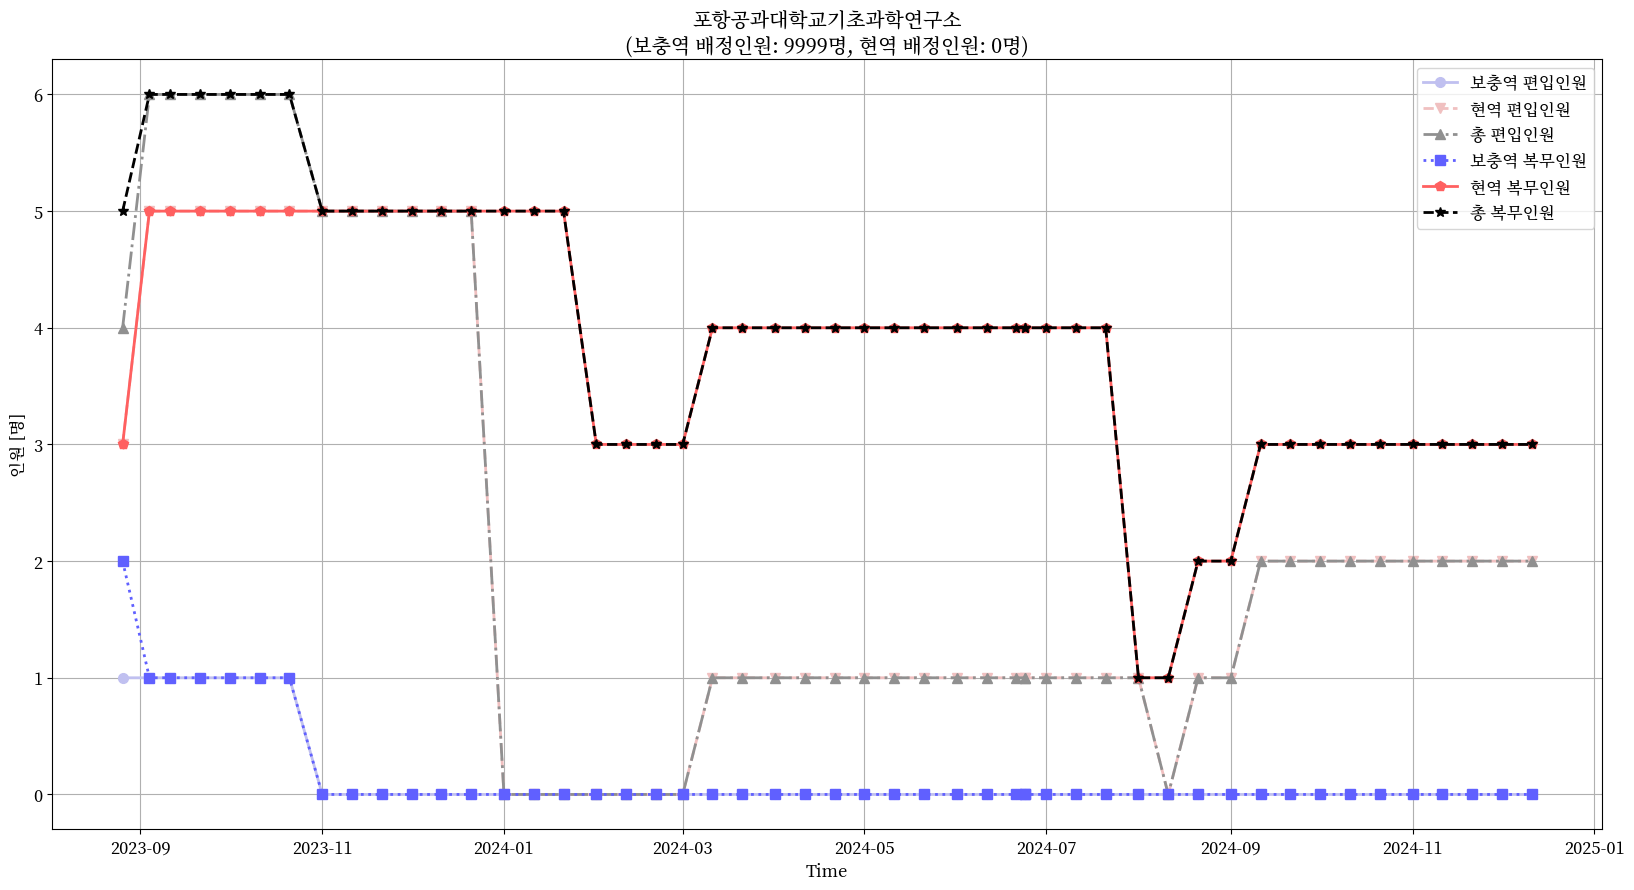 포항공과대학교기초과학연구소
(보충역 배정인원: 9999명, 현역 배정인원: 0명)
보충역 편입인원
현역 편입인원
총 편입인원
보충역 복무인원
현역 복무인원
총 복무인원
인원 [명]
6
5
4
3
2
1
0
2023-09
2023-11
2024-01
2024-03
2024-05
2024-07
2024-09
2024-11
2025-01
Time